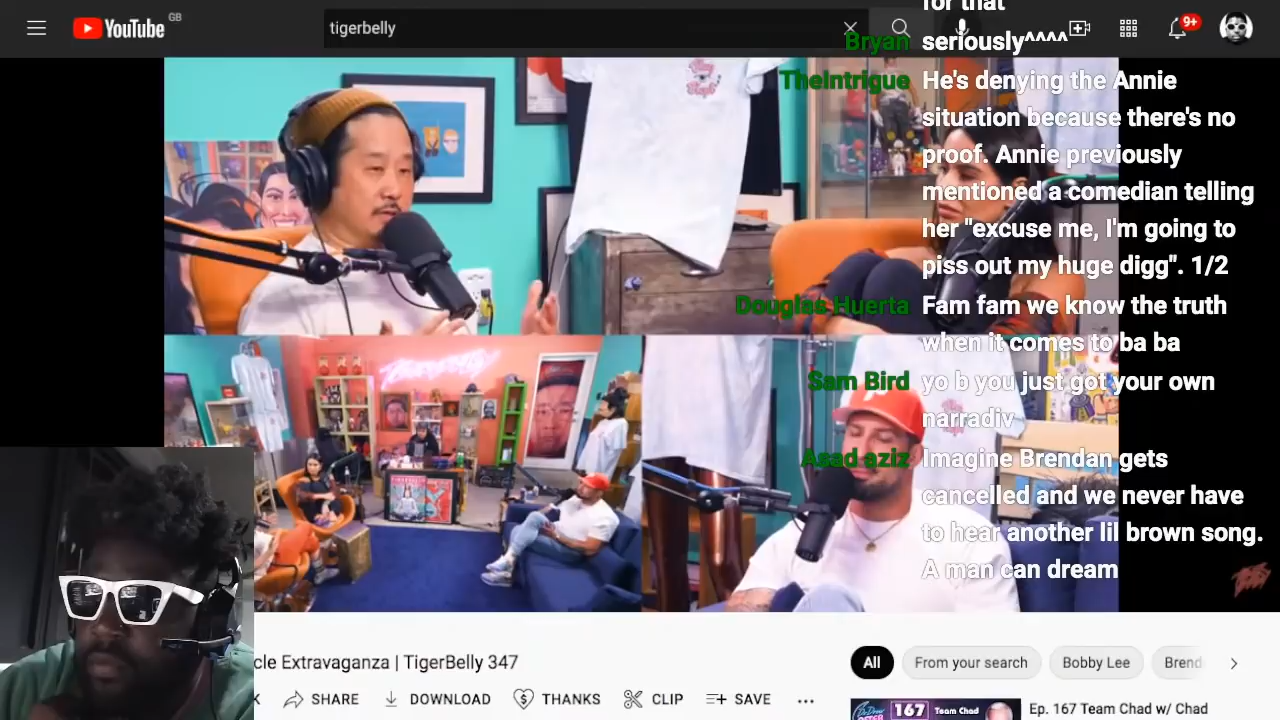 YouTube GB
tigerbelly
9+
for that
Bryan seriously^^^^
TheIntrigue He's denying the Annie
situation because there's no
proof. Annie previously
mentioned a comedian telling
her "excuse me, I'm going to
piss out my huge digg". 1/2
Douglas Huerta Fam fam we know the truth
when it comes to ba ba
Sam Bird yo b you just got your own
narradiv
Asad aziz Imagine Brendan gets
cancelled and we never have
to hear another lil brown song.
A man can dream
cle Extravaganza | TigerBelly 347
SHARE DOWNLOAD THANKS CLIP SAVE
All From your search Bobby Lee Brend
167 Team Chad
Ep. 167 Team Chad w/ Chad